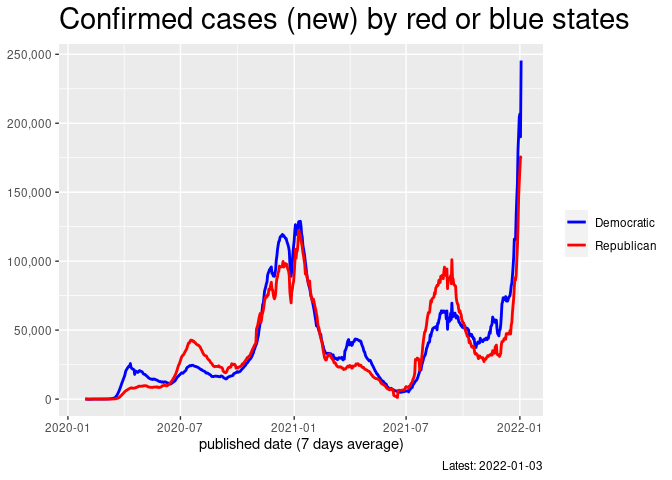 Confirmed cases (new) by red or blue states
250,000
200,000
150,000
100,000
50,000
0
2020-01 2020-07 2021-01 2021-07 2022-01
published date (7 days average)
Democratic
Republican
Latest: 2022-01-03